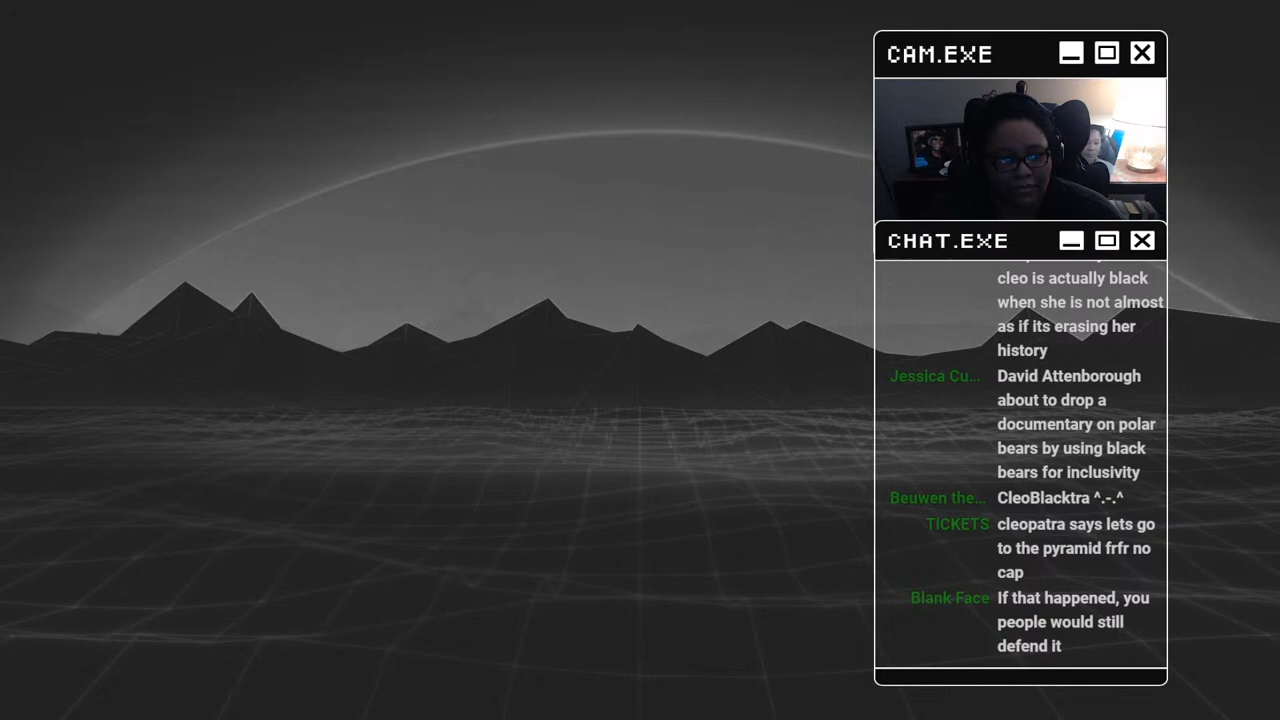 CAM.EXE
CHAT.EXE
cleo is actually black
when she is not almost
as if its erasing her
history
Jessica Cu... David Attenborough
about to drop a
documentary on polar
bears by using black
bears for inclusivity
Beuwen the... CleoBlacktra ^.-.^
TICKETS cleopatra says lets go
to the pyramid frfr no
cap
Blank Face If that happened, you
people would still
defend it